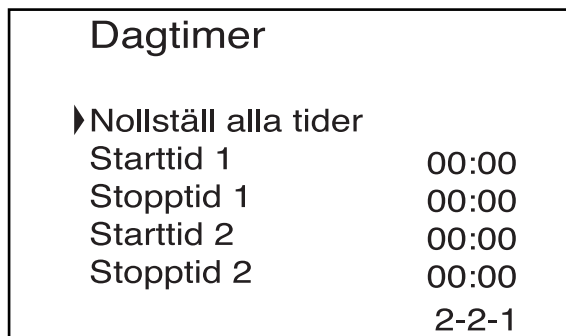 Dagtimer
Nollställ alla tider
Starttid 1 00:00
Stopptid 1 00:00
Starttid 2 00:00
Stopptid 2 00:00
2-2-1